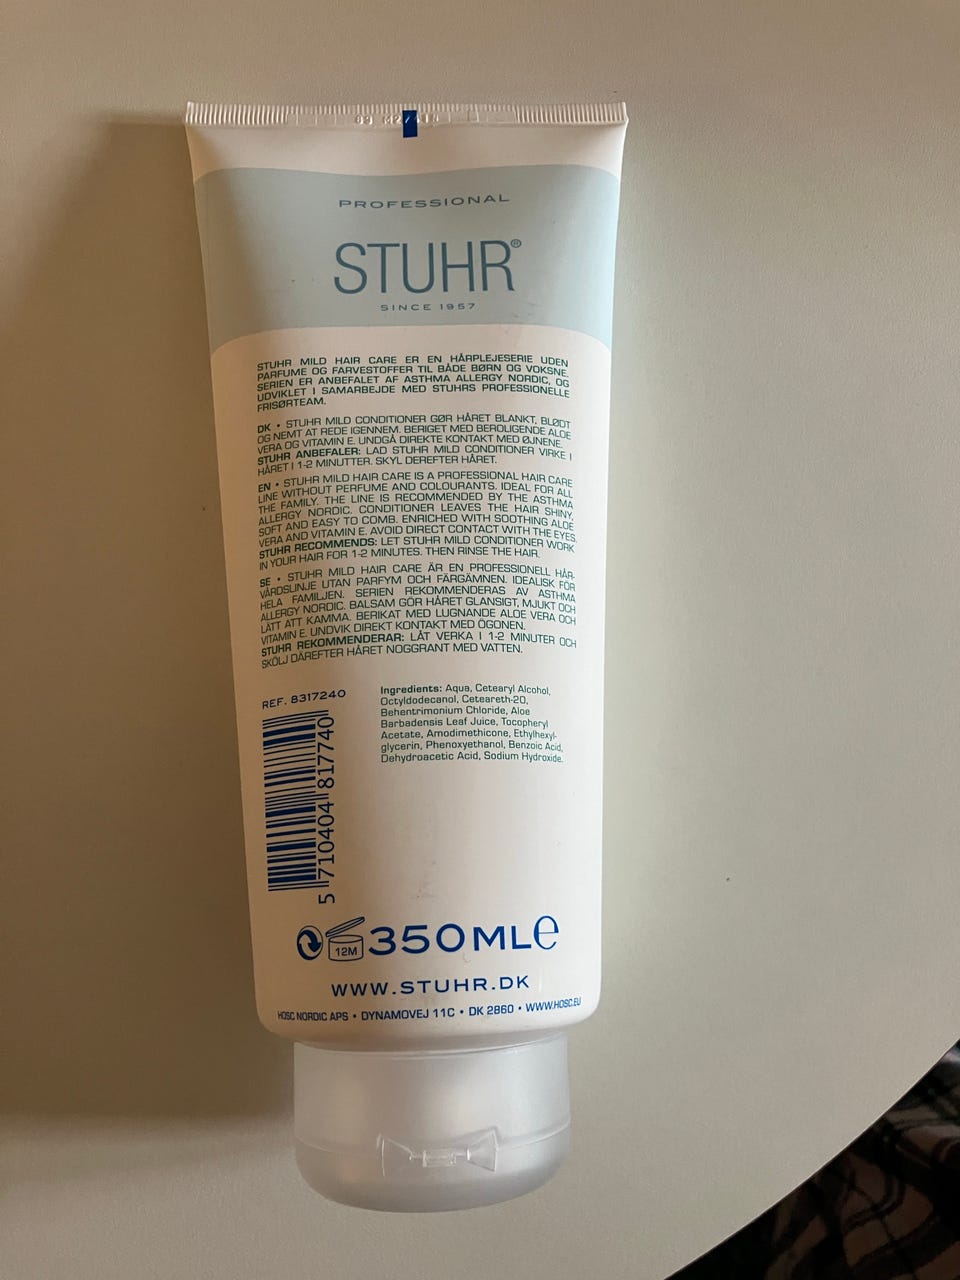 PROFESSIONAL
STUHR®
SINCE 1957
STUHR MILD HAIR CARE ER EN HÅRPLEJESERIE UDEN
PARFUME OG FARVESTOFFER TIL BÅDE BØRN OG VOKSNE.
SERIEN ER ANBEFALET AF ASTHMA ALLERGY NORDIC, OG
UDVIKLET I SAMARBEJDE MED STUHRS PROFESSIONELLE
FRISØRTEAM.
DK • STUHR MILD CONDITIONER GØR HÅRET BLANKT, BLØDT
OG NEMT AT REDE IGENNEM. BERIGET MED BEROLIGENDE ALOE
VERA OG VITAMIN E. UNDGÅ DIREKTE KONTAKT MED ØJNENE.
STUHR ANBEFALER: LAD STUHR MILD CONDITIONER VIRKE I
HÅRET I 1-2 MINUTTER. SKYL DEREFTER HÅRET.
EN • STUHR MILD HAIR CARE IS A PROFESSIONAL HAIR CARE
LINE WITHOUT PERFUME AND COLOURANTS. IDEAL FOR ALL
THE FAMILY. THE LINE IS RECOMMENDED BY THE ASTHMA
ALLERGY NORDIC. CONDITIONER LEAVES THE HAIR SHINY,
SOFT AND EASY TO COMB. ENRICHED WITH SOOTHING ALOE
VERA AND VITAMIN E. AVOID DIRECT CONTACT WITH THE EYES.
STUHR RECOMMENDS: LET STUHR MILD CONDITIONER WORK
IN YOUR HAIR FOR 1-2 MINUTES. THEN RINSE THE HAIR.
SE • STUHR MILD HAIR CARE ÄR EN PROFESSIONELL HÅR-
VÅRDSLINJE UTAN PARFYM OCH FÄRGÄMNEN. IDEALISK FÖR
HELA FAMILJEN. SERIEN REKOMMENDERAS AV ASTHMA
ALLERGY NORDIC. BALSAM GÖR HÅRET GLANSIGT, MJUKT OCH
LÄTT ATT KAMMA. BERIKAT MED LUGNANDE ALOE VERA OCH
VITAMIN E. UNDVIK DIREKT KONTAKT MED ÖGONEN.
STUHR REKOMMENDERAR: LÅT VERKA I 1-2 MINUTER OCH
SKÖLJ DÄREFTER HÅRET NOGGRANT MED VATTEN.
REF. 8317240
Ingredients: Aqua, Cetearyl Alcohol,
Octyldodecanol, Ceteareth-20,
Behentrimonium Chloride, Aloe
Barbadensis Leaf Juice, Tocopheryl
Acetate, Amodimethicone, Ethylhexyl-
glycerin, Phenoxyethanol, Benzoic Acid,
Dehydroacetic Acid, Sodium Hydroxide.
5 710404 817740
12M
350MLe
WWW.STUHR.DK
HOSC NORDIC APS • DYNAMOVEJ 11C • DK 2860 • WWW.HOSC.EU